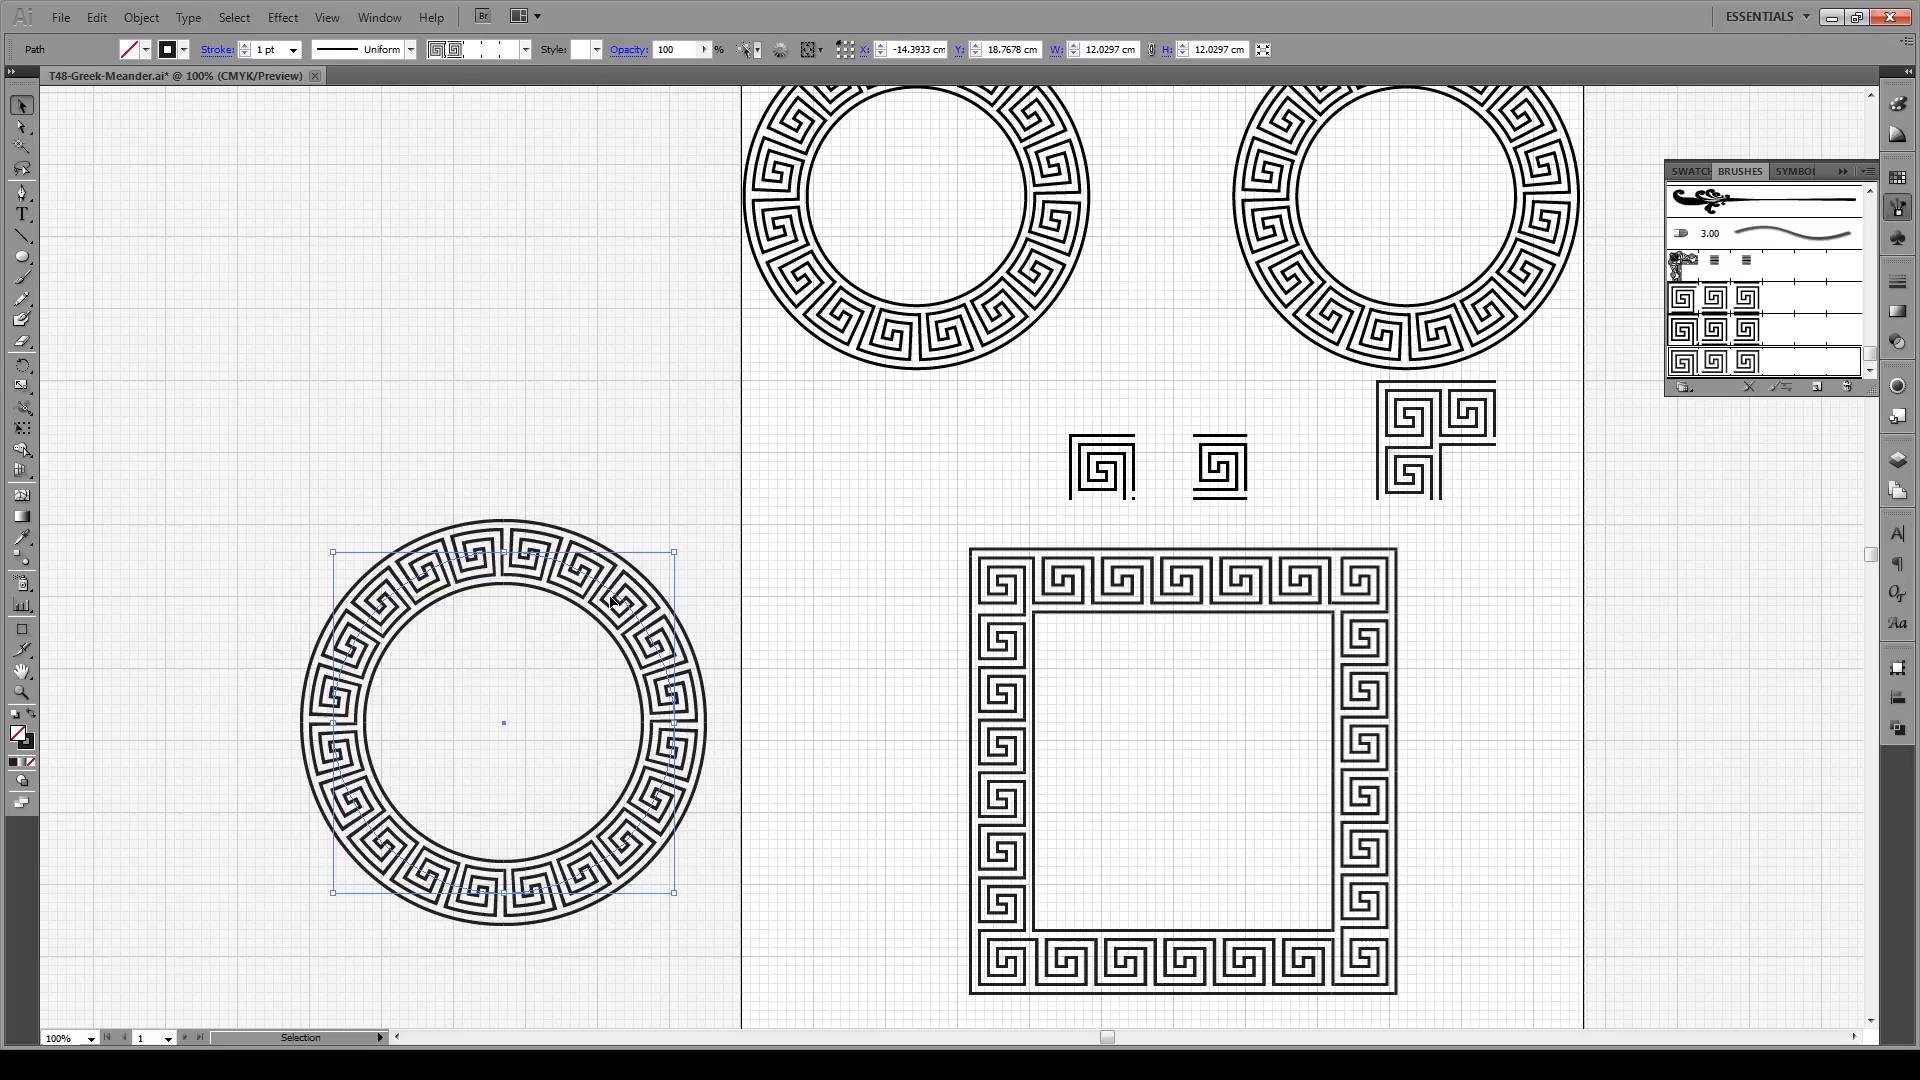 Ai File Edit Object Type Select Effect View Window Help Br ESSENTIALS
Path Stroke: 1 pt Uniform Style: Opacity: 100 % X: -14.3933 cm Y: 18.7678 cm W: 12.0297 cm H: 12.0297 cm
T48-Greek-Meander.ai* @ 100% (CMYK/Preview)
SWATCH BRUSHES SYMBOL
3.00
100% 1 Selection